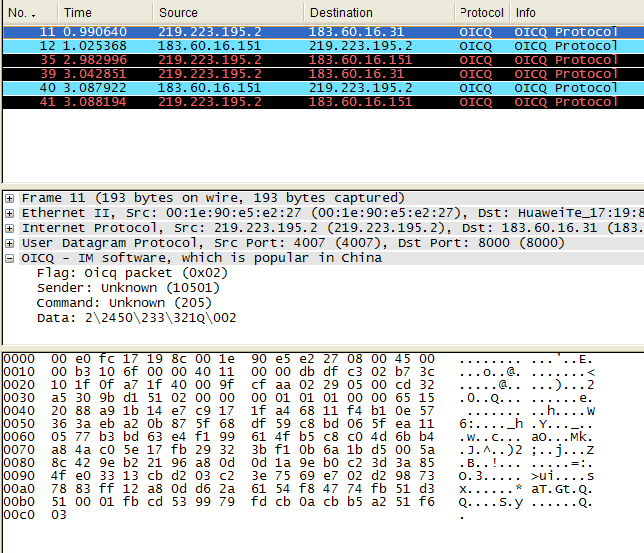 No. . Time Source Destination Protocol Info
11 0.990640 219.223.195.2 183.60.16.31 OICQ OICQ Protocol
12 1.025368 183.60.16.151 219.223.195.2 OICQ OICQ Protocol
35 2.982996 219.223.195.2 183.60.16.151 OICQ OICQ Protocol
39 3.042851 219.223.195.2 183.60.16.31 OICQ OICQ Protocol
40 3.087922 183.60.16.151 219.223.195.2 OICQ OICQ Protocol
41 3.088194 219.223.195.2 183.60.16.151 OICQ OICQ Protocol
Frame 11 (193 bytes on wire, 193 bytes captured)
Ethernet II, Src: 00:1e:90:e5:e2:27 (00:1e:90:e5:e2:27), Dst: HuaweiTe_17:19:8
Internet Protocol, Src: 219.223.195.2 (219.223.195.2), Dst: 183.60.16.31 (183.
User Datagram Protocol, Src Port: 4007 (4007), Dst Port: 8000 (8000)
OICQ - IM software, which is popular in China
Flag: Oicq packet (0x02)
Sender: Unknown (10501)
Command: Unknown (205)
Data: 2\2450\233\321Q\002
0000 00 e0 fc 17 19 8c 00 1e 90 e5 e2 27 08 00 45 00 ........ ...'..E.
0010 00 b3 10 6f 00 00 40 11 00 00 db df c3 02 b7 3c ...o..@. .......<
0020 10 1f 0f a7 1f 40 00 9f cf aa 02 29 05 00 cd 32 .....@.. ...)...2
0030 a5 30 9b d1 51 02 00 00 00 01 01 01 00 00 65 15 .0..Q... ......e.
0040 20 88 a9 1b 14 e7 c9 17 1f a4 68 11 f4 b1 0e 57 ....... ..h....W
0050 36 3a eb a2 0b 87 5f 68 df 59 c8 bd 06 5f ea 11 6:...._h .Y..._..
0060 05 77 b3 bd 63 e4 f1 99 61 4f b5 c8 c0 4d 6b b4 .w..c... aO...Mk.
0070 a8 4a c0 5e 17 fb 29 32 3b f1 0b 6a 1b d5 00 5a .J.^..)2 ;..j...Z
0080 8c 42 9e b2 21 96 a8 0d 0d 1a 9e b0 c2 3d 3a 85 .B..!... .....=:.
0090 4f e0 33 13 cb d2 03 c2 3e 75 69 e7 02 d2 98 73 O.3..... >ui....s
00a0 78 83 ff 12 a8 0d d6 2a 61 54 f8 47 74 fb 51 d3 x......* aT.Gt.Q.
00b0 51 00 01 fb cd 53 99 79 fd cb 0a cb b5 a2 51 f6 Q....S.y ......Q.
00c0 03 .